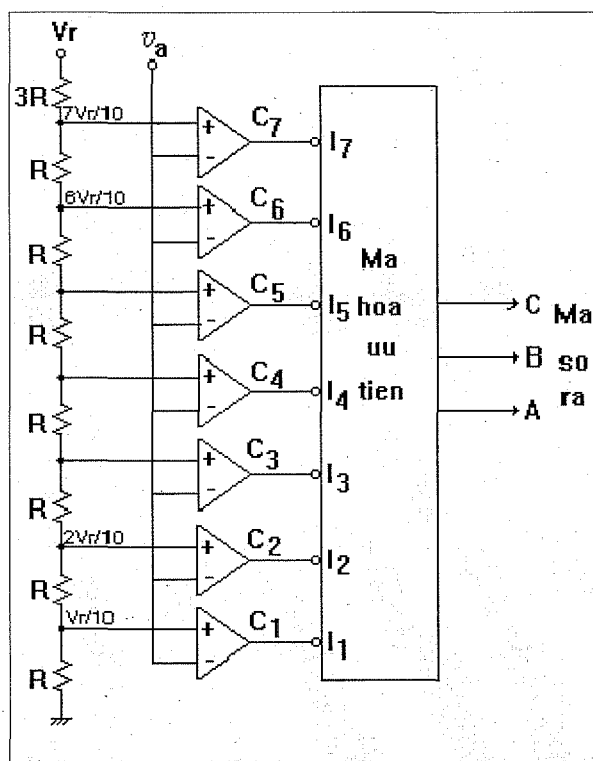 Vr
va
3R
7Vr/10
+
-
C7
I7
R
6Vr/10
+
-
C6
I6
R
+
-
C5
I5
R
+
-
C4
I4
R
+
-
C3
I3
R
2Vr/10
+
-
C2
I2
R
Vr/10
+
-
C1
I1
R
Ma
hoa
uu
tien
C
B
A
Ma
so
ra